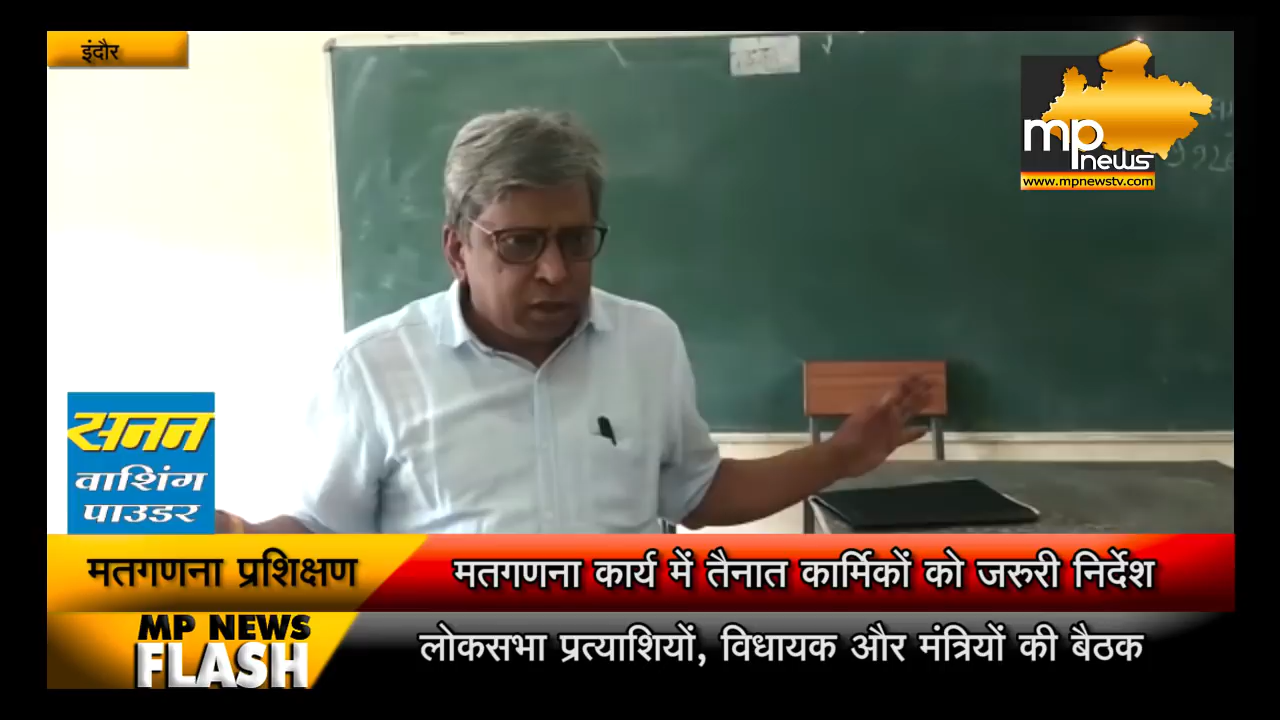 इंदौर
mp
news
www.mpnewstv.com
सनन
वाशिंग
पाउडर
मतगणना प्रशिक्षण
मतगणना कार्य में तैनात कार्मिकों को जरुरी निर्देश
MP NEWS
FLASH
लोकसभा प्रत्याशियों, विधायक और मंत्रियों की बैठक